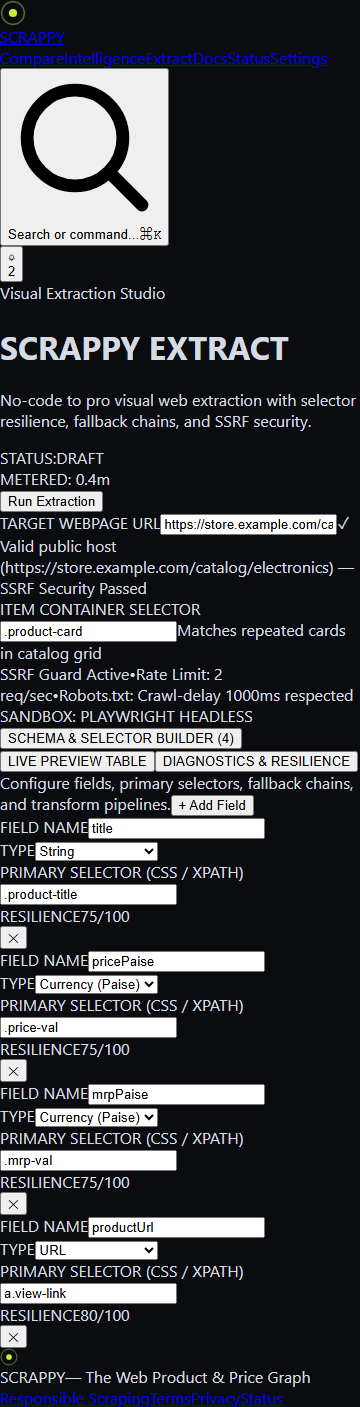 SCRAPPY
CompareIntelligenceExtractDocsStatusSettings
Search or command...⌘K
2
Visual Extraction Studio
SCRAPPY EXTRACT
No-code to pro visual web extraction with selector
resilience, fallback chains, and SSRF security.
STATUS:DRAFT
METERED: 0.4m
Run Extraction
TARGET WEBPAGE URL https://store.example.com/ca ✓
Valid public host
(https://store.example.com/catalog/electronics) —
SSRF Security Passed
ITEM CONTAINER SELECTOR
.product-card Matches repeated cards
in catalog grid
SSRF Guard Active•Rate Limit: 2
req/sec•Robots.txt: Crawl-delay 1000ms respected
SANDBOX: PLAYWRIGHT HEADLESS
SCHEMA & SELECTOR BUILDER (4)
LIVE PREVIEW TABLE DIAGNOSTICS & RESILIENCE
Configure fields, primary selectors, fallback chains,
and transform pipelines. + Add Field
FIELD NAME title
TYPE String
PRIMARY SELECTOR (CSS / XPATH)
.product-title
RESILIENCE75/100
✕
FIELD NAME pricePaise
TYPE Currency (Paise)
PRIMARY SELECTOR (CSS / XPATH)
.price-val
RESILIENCE75/100
✕
FIELD NAME mrpPaise
TYPE Currency (Paise)
PRIMARY SELECTOR (CSS / XPATH)
.mrp-val
RESILIENCE75/100
✕
FIELD NAME productUrl
TYPE URL
PRIMARY SELECTOR (CSS / XPATH)
a.view-link
RESILIENCE80/100
✕
SCRAPPY— The Web Product & Price Graph
Responsible ScrapingTermsPrivacyStatus